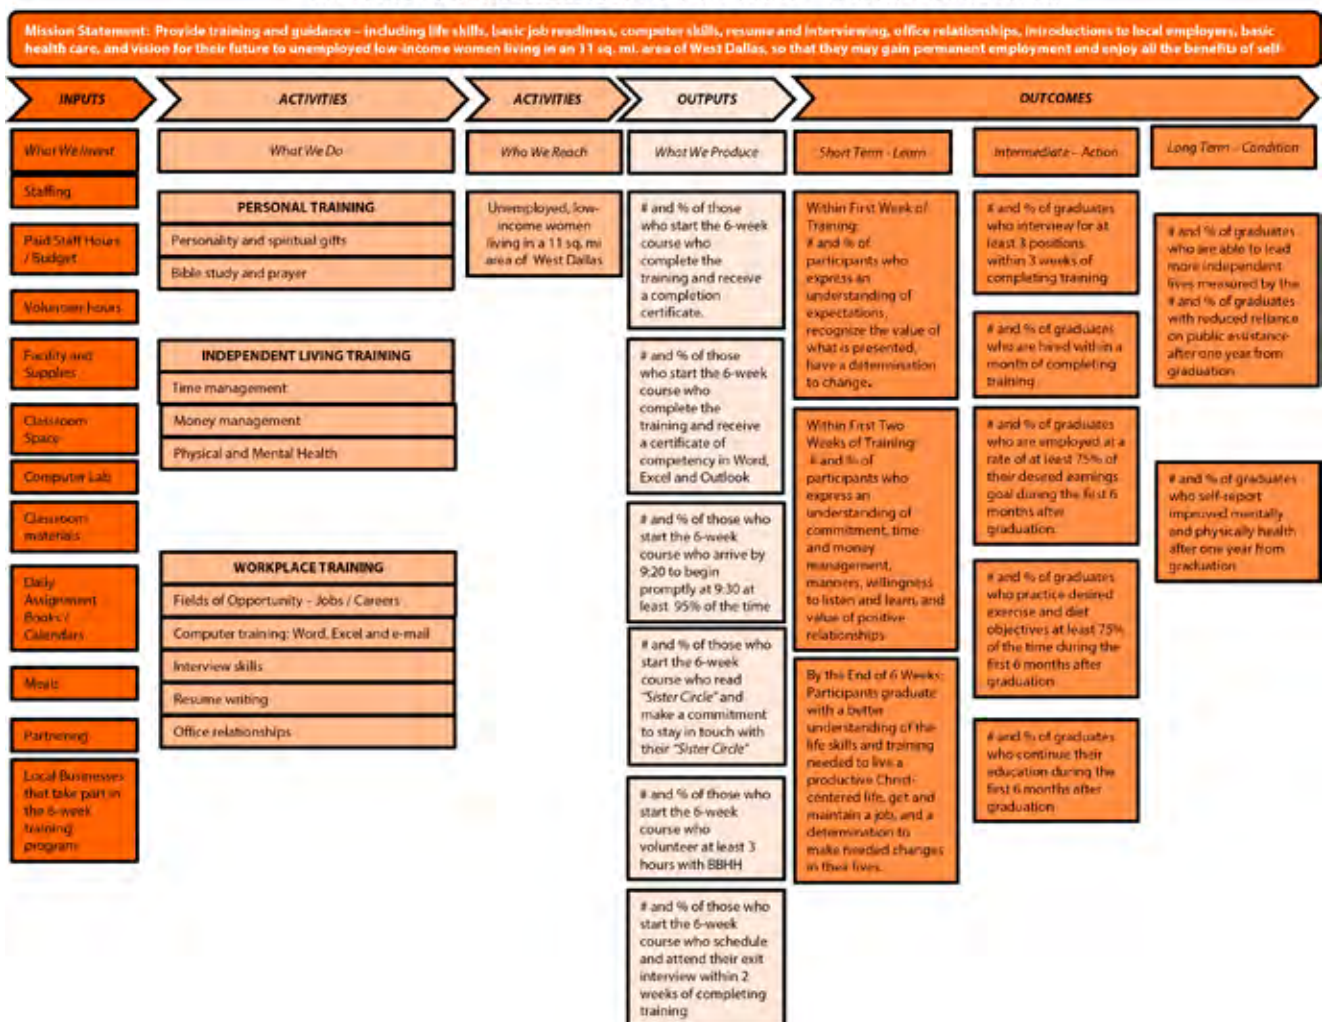 Mission Statement: Provide training and guidance – including life skills, basic job readiness, computer skills, resume and interviewing, office relationships, introductions to local employers, basic
health care, and vision for their future to unemployed low-income women living in an 11 sq. mi. area of West Dallas, so that they may gain permanent employment and enjoy all the benefits of self-
INPUTS
ACTIVITIES
ACTIVITIES
OUTPUTS
OUTCOMES
What We Invest
What We Do
Who We Reach
What We Produce
Short Term - Learn
Intermediate – Action
Long Term – Condition
Staffing
Paid Staff Hours
/ Budget
Volunteer hours
Facility and
Supplies
Classroom
Space
Computer Lab
Classroom
materials
Daily
Assignment
Books /
Calendars
Meals
Partnering
Local Businesses
that take part in
the 6-week
training
program
PERSONAL TRAINING
Personality and spiritual gifts
Bible study and prayer
INDEPENDENT LIVING TRAINING
Time management
Money management
Physical and Mental Health
WORKPLACE TRAINING
Fields of Opportunity – Jobs / Careers
Computer training: Word, Excel and e-mail
Interview skills
Resume writing
Office relationships
Unemployed, low-
income women
living in a 11 sq. mi
area of West Dallas
# and % of those
who start the 6-week
course who
complete the
training and receive
a completion
certificate.
# and % of those
who start the 6-week
course who
complete the
training and receive
a certificate of
competency in Word,
Excel and Outlook
# and % of those who
start the 6-week
course who arrive by
9:20 to begin
promptly at 9:30 at
least 95% of the time
# and % of those who
start the 6-week
course who read
"Sister Circle" and
make a commitment
to stay in touch with
their "Sister Circle"
# and % of those who
start the 6-week
course who
volunteer at least 3
hours with BBHH
# and % of those who
start the 6-week
course who schedule
and attend their exit
interview within 2
weeks of completing
training
Within First Week of
Training:
# and % of
participants who
express an
understanding of
expectations,
recognize the value of
what is presented,
have a determination
to change.
Within First Two
Weeks of Training:
# and % of
participants who
express an
understanding of
commitment, time
and money
management,
manners, willingness
to listen and learn, and
value of positive
relationships
By the End of 6 Weeks:
Participants graduate
with a better
understanding of the
life skills and training
needed to live a
productive Christ-
centered life, get and
maintain a job, and a
determination to
make needed changes
in their lives.
# and % of graduates
who interview for at
least 3 positions
within 3 weeks of
completing training
# and % of graduates
who are hired within a
month of completing
training
# and % of graduates
who are employed at a
rate of at least 75% of
their desired earnings
goal during the first 6
months after
graduation
# and % of graduates
who practice desired
exercise and diet
objectives at least 75%
of the time during the
first 6 months after
graduation
# and % of graduates
who continue their
education during the
first 6 months after
graduation
# and % of graduates
who are able to lead
more independent
lives measured by the
# and % of graduates
with reduced reliance
on public assistance
after one year from
graduation
# and % of graduates
who self-report
improved mentally
and physically health
after one year from
graduation